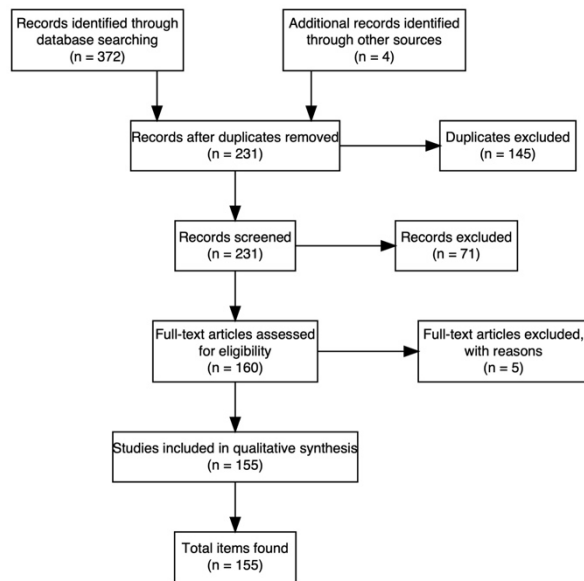 Records identified through
database searching
(n = 372)
Additional records identified
through other sources
(n = 4)
Records after duplicates removed
(n = 231)
Duplicates excluded
(n = 145)
Records screened
(n = 231)
Records excluded
(n = 71)
Full-text articles assessed
for eligibility
(n = 160)
Full-text articles excluded,
with reasons
(n = 5)
Studies included in qualitative synthesis
(n = 155)
Total items found
(n = 155)